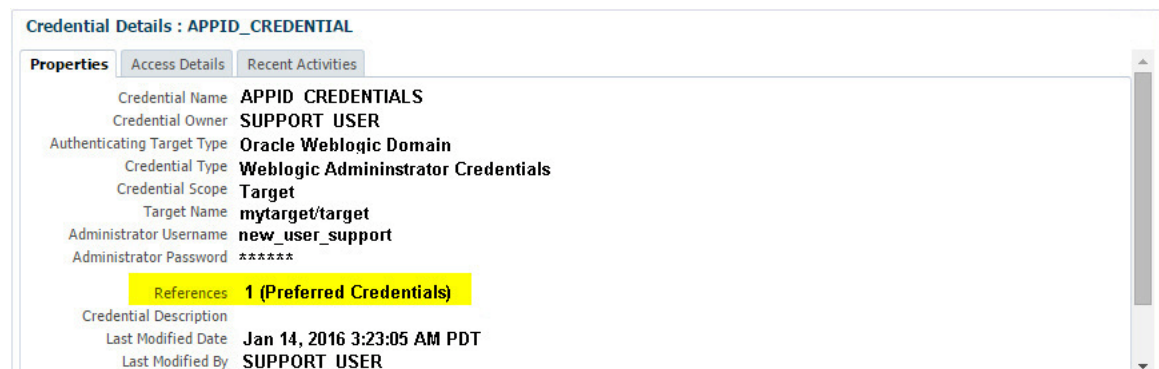 Credential Details : APPID_CREDENTIAL
Properties Access Details Recent Activities
Credential Name APPID CREDENTIALS
Credential Owner SUPPORT USER
Authenticating Target Type Oracle Weblogic Domain
Credential Type Weblogic Admininstrator Credentials
Credential Scope Target
Target Name mytarget/target
Administrator Username new_user_support
Administrator Password ******
References 1 (Preferred Credentials)
Credential Description
Last Modified Date Jan 14, 2016 3:23:05 AM PDT
Last Modified By SUPPORT USER